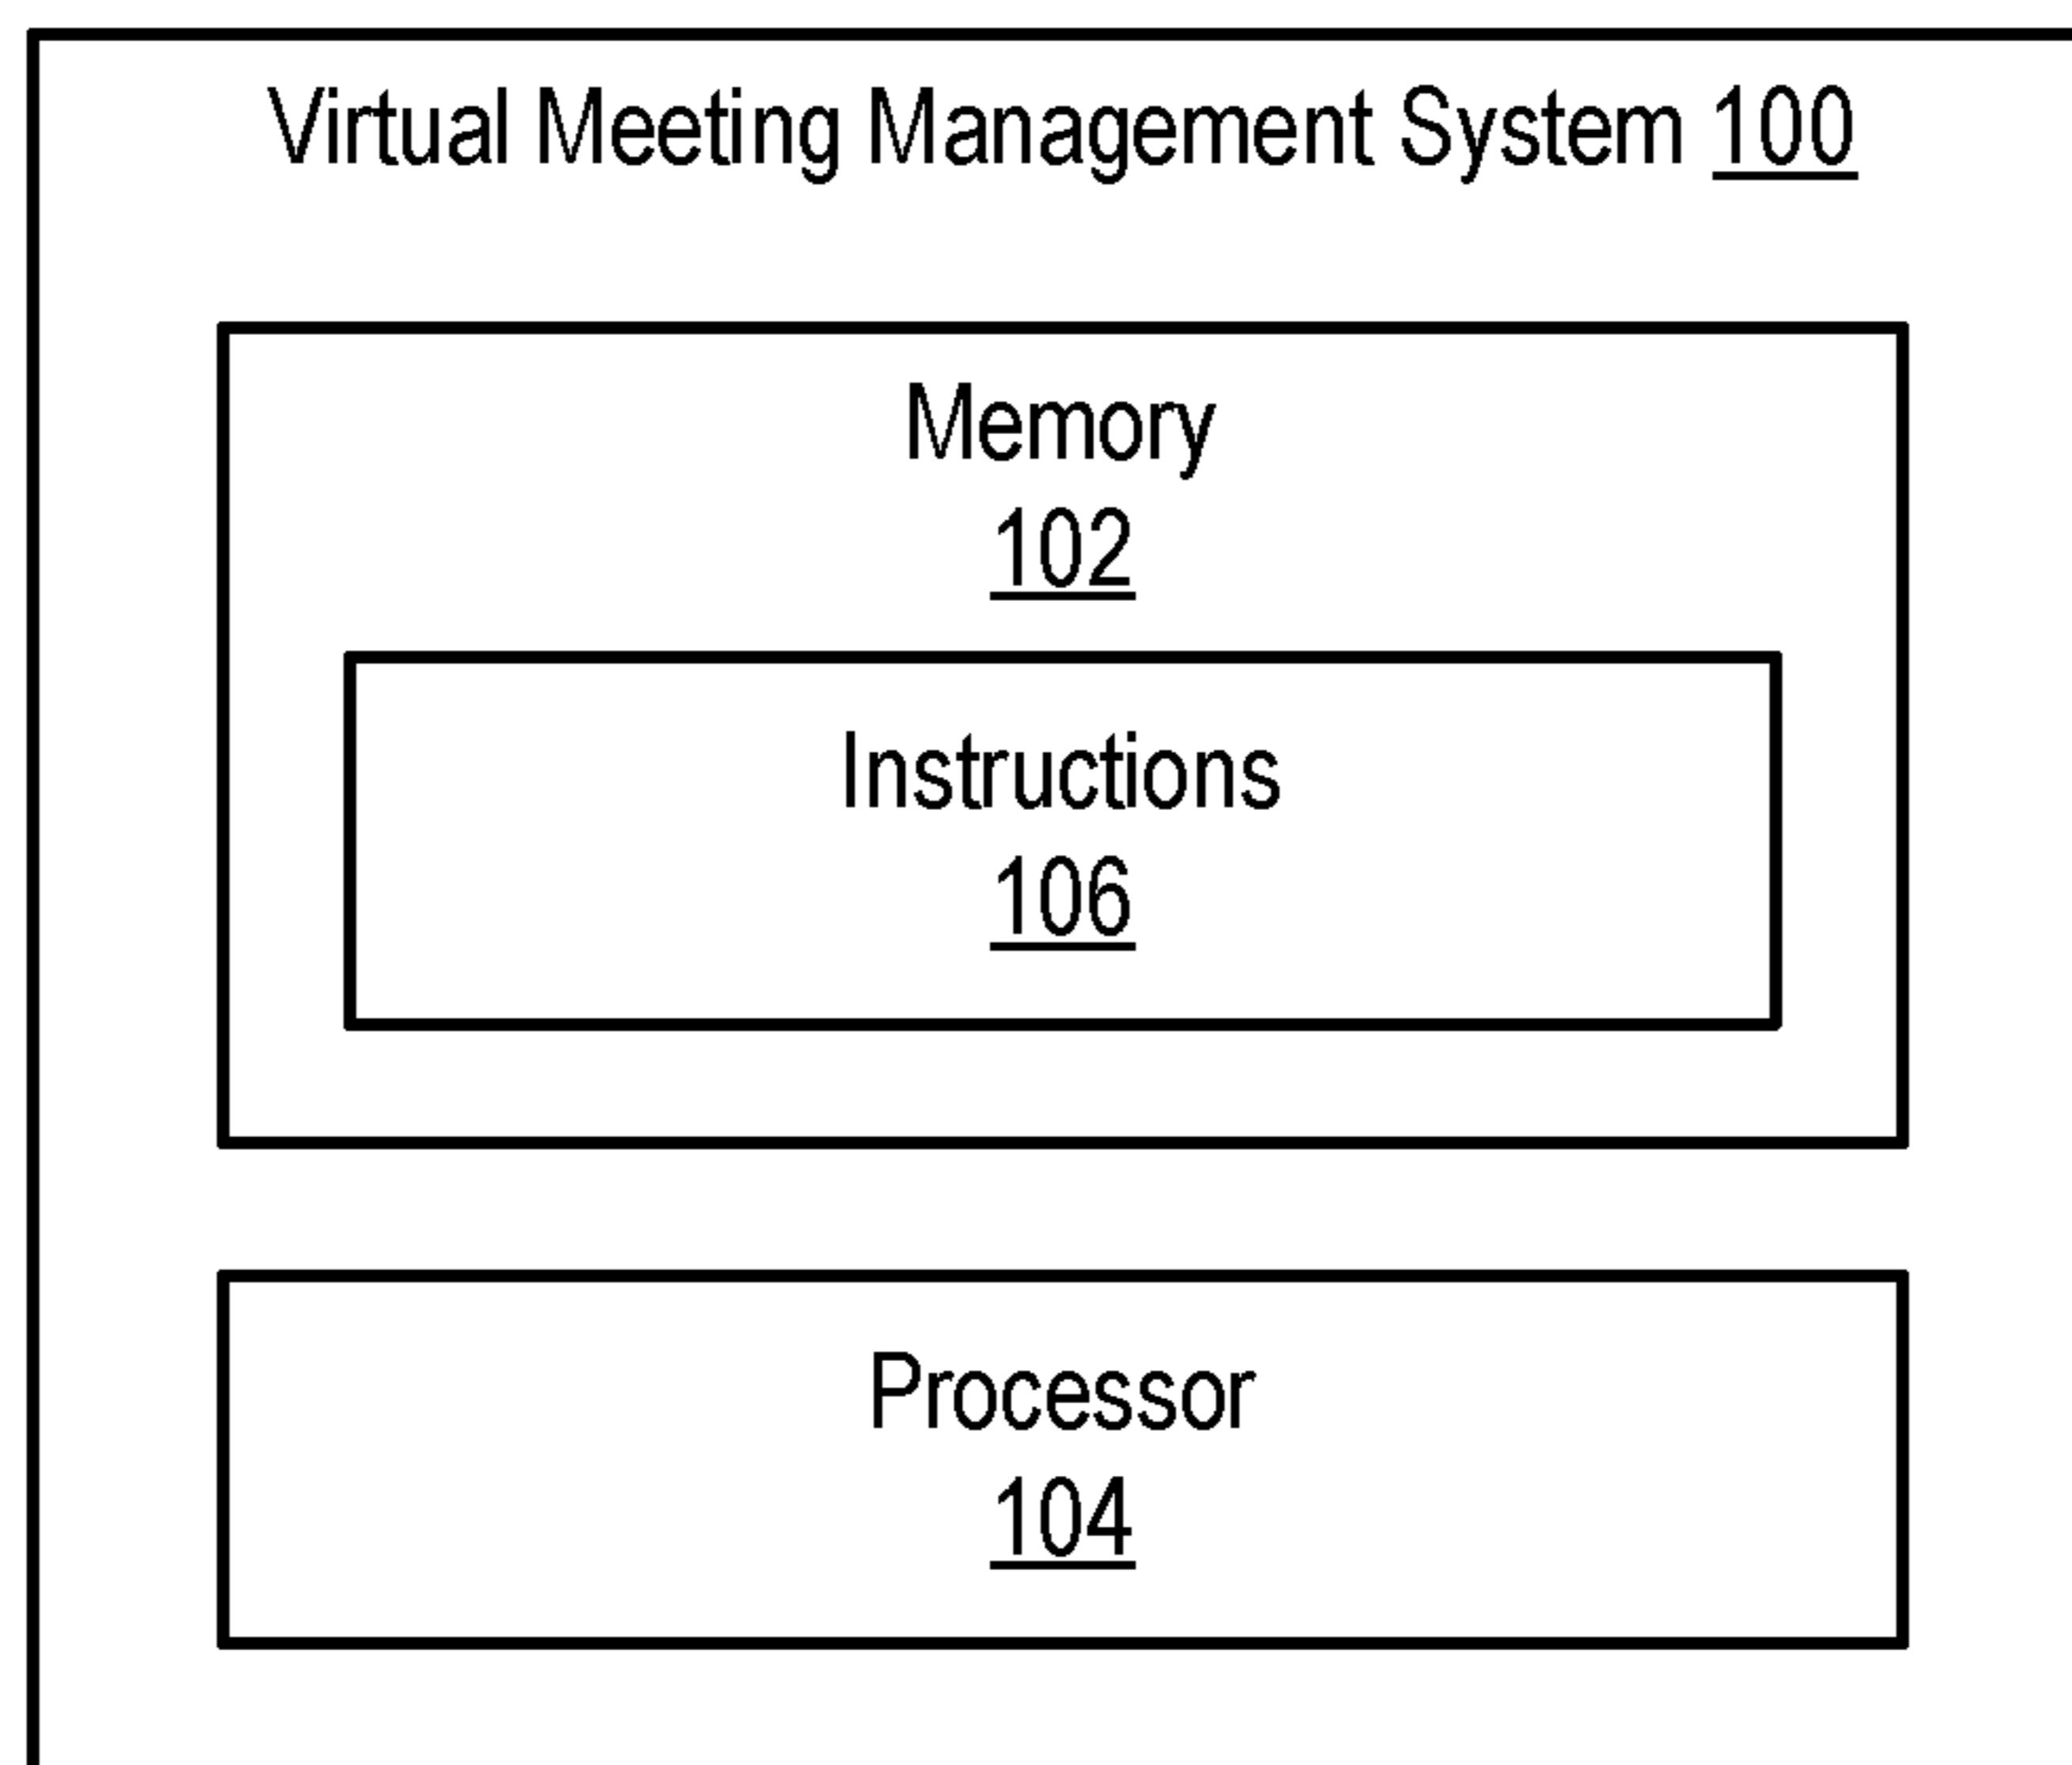 Virtual Meeting Management System 100
Memory
102
Instructions
106
Processor
104